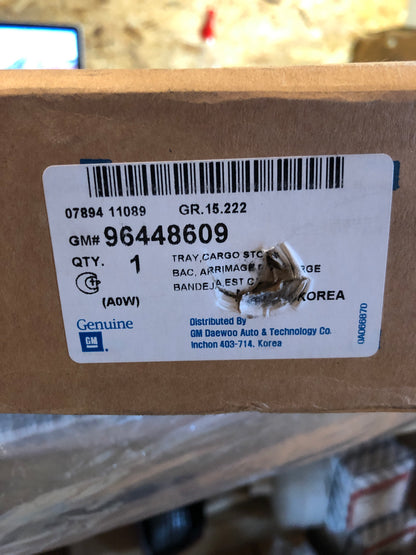 07894 11089 GR.15.222
GM# 96448609
QTY. 1 TRAY,CARGO
BAC, ARRIMAGE
BANDEJA,EST
(A0W) KOREA
Genuine
GM
Distributed By
GM Daewoo Auto & Technology Co.
Inchon 403-714, Korea
0A066870